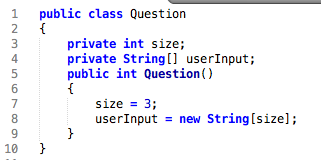 1 public class Question
2 {
3 private int size;
4 private String[] userInput;
5 public int Question()
6 {
7 size = 3;
8 userInput = new String[size];
9 }
10 }